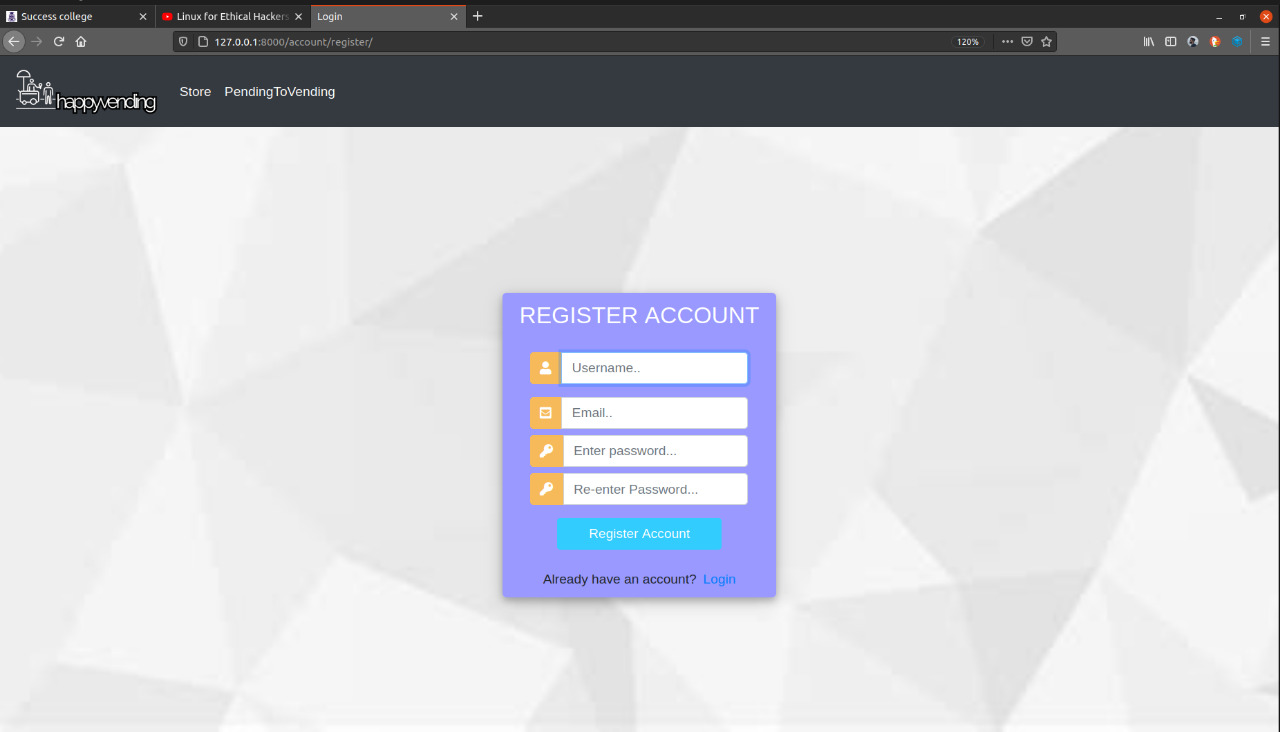 Success college
Linux for Ethical Hackers
Login
127.0.0.1:8000/account/register/
120%
happyvending
Store
PendingToVending
REGISTER ACCOUNT
Username..
Email..
Enter password...
Re-enter Password...
Register Account
Already have an account? Login